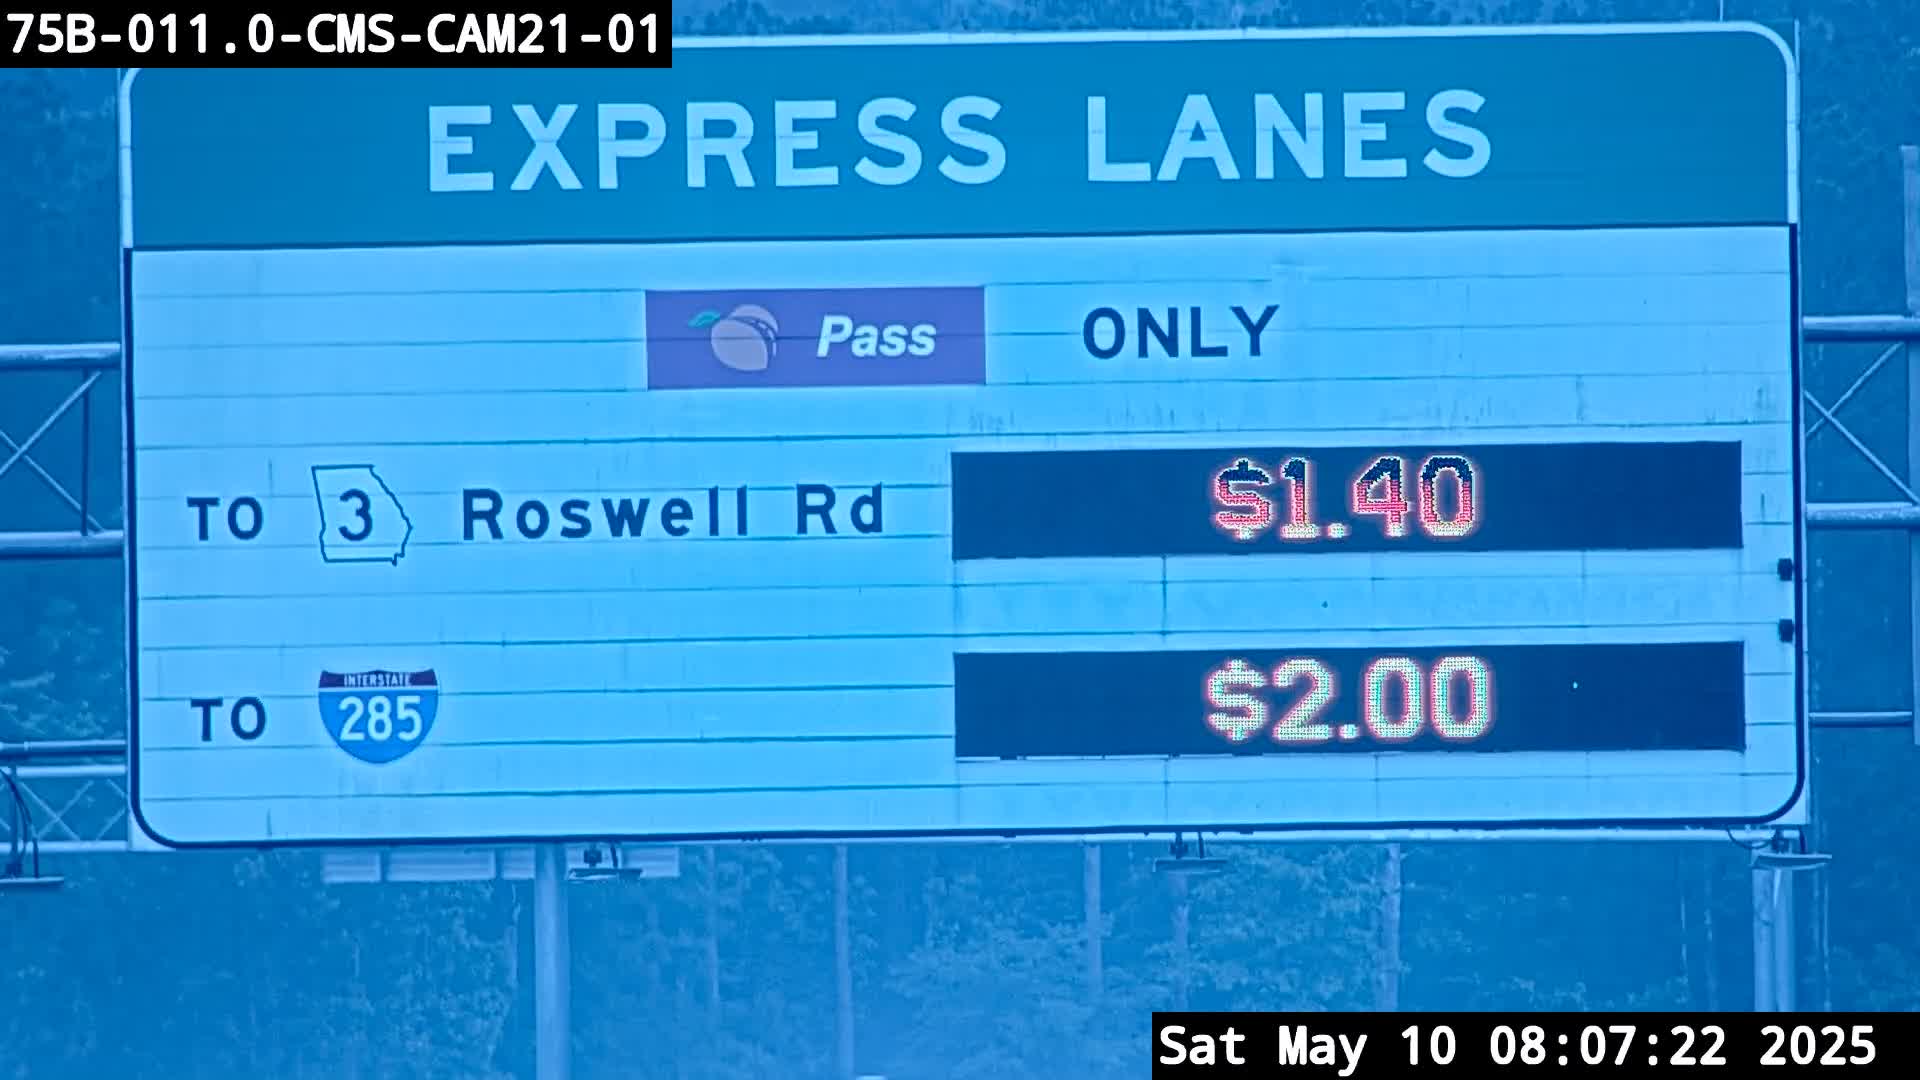 75B-011.0-CMS-CAM21-01
EXPRESS LANES
Pass ONLY
TO 3 Roswell Rd $1.40
TO INTERSTATE 285 $2.00
Sat May 10 08:07:22 2025